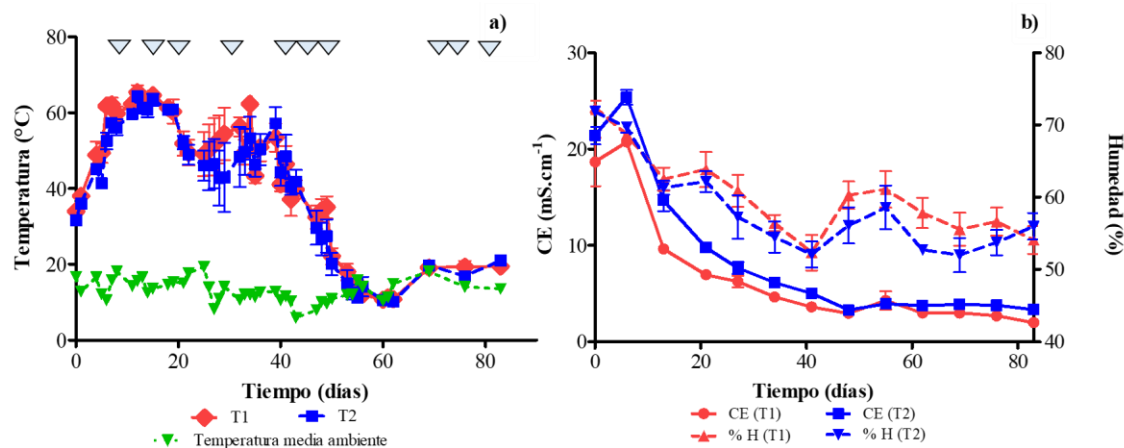 a)
80
60
40
20
0
Temperatura (°C)
0 20 40 60 80
Tiempo (días)
T1 T2
Temperatura media ambiente
b)
30
20
10
0
CE (mS.cm⁻¹)
80
70
60
50
40
Humedad (%)
0 20 40 60 80
Tiempo (días)
CE (T1) CE (T2)
% H (T1) % H (T2)